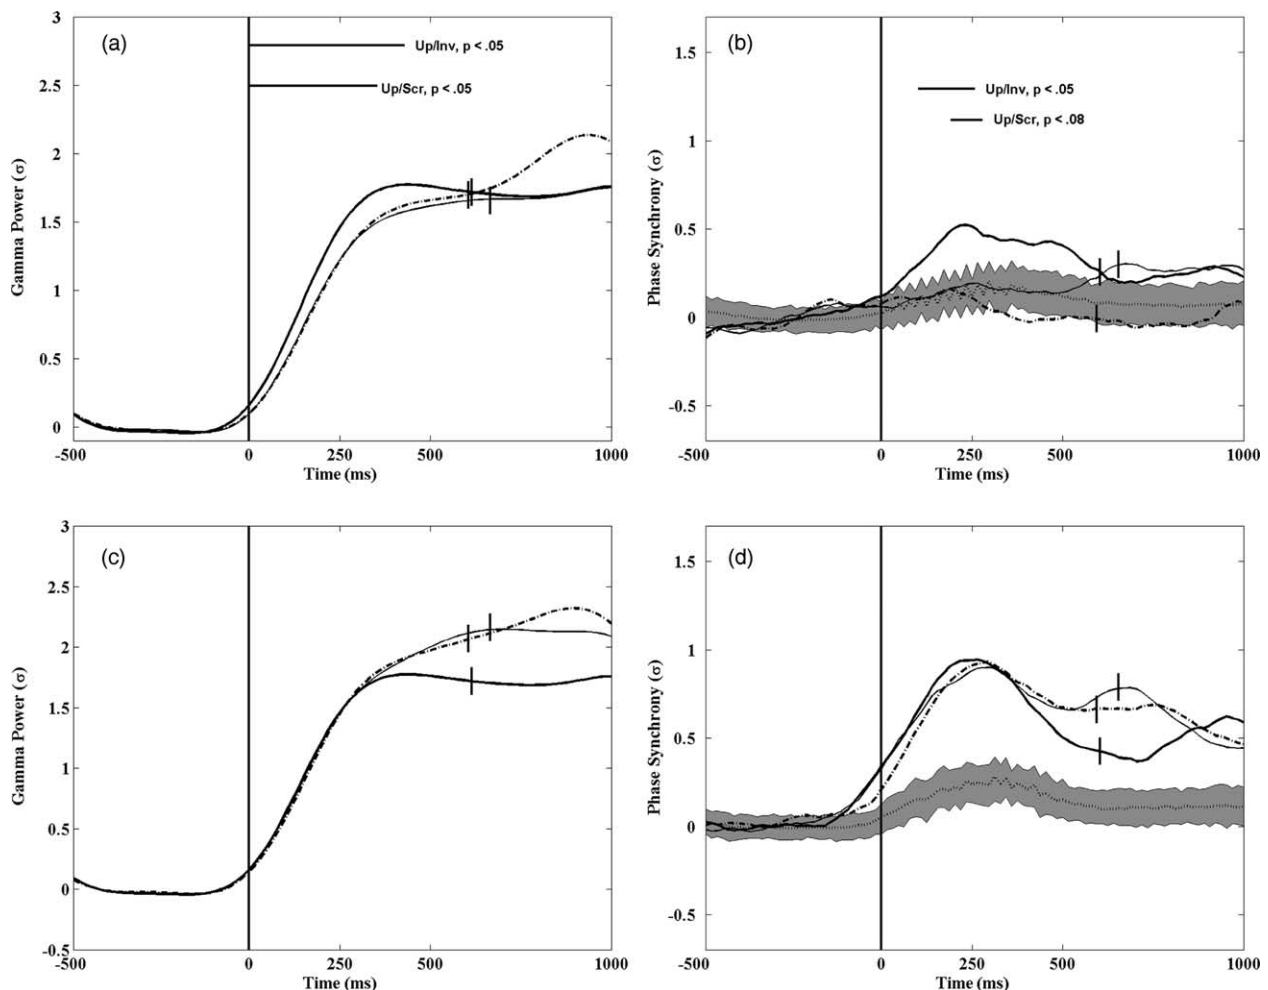 (a)
Up/Inv, p < .05
Up/Scr, p < .05
3
2.5
2
1.5
1
0.5
0
Gamma Power (σ)
-500
0
250
500
1000
Time (ms)
(b)
Up/Inv, p < .05
Up/Scr, p < .08
1.5
1
0.5
0
-0.5
Phase Synchrony (σ)
-500
0
250
500
1000
Time (ms)
(c)
3
2.5
2
1.5
1
0.5
0
-0.5
Gamma Power (σ)
-500
0
250
500
1000
Time (ms)
(d)
1.5
1
0.5
0
-0.5
Phase Synchrony (σ)
-500
0
250
500
1000
Time (ms)